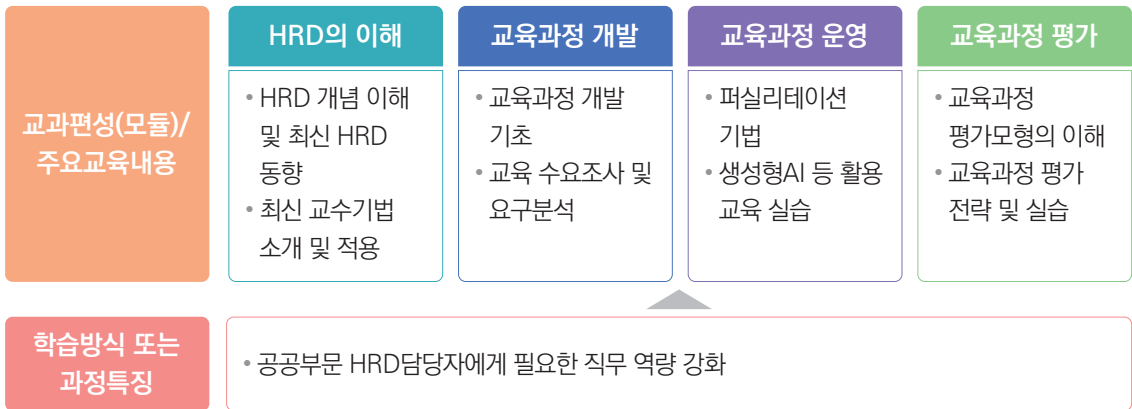 교과편성(모듈)/
주요교육내용
HRD의 이해
• HRD 개념 이해
및 최신 HRD
동향
• 최신 교수기법
소개 및 적용
교육과정 개발
• 교육과정 개발
기초
• 교육 수요조사 및
요구분석
교육과정 운영
• 퍼실리테이션
기법
• 생성형AI 등 활용
교육 실습
교육과정 평가
• 교육과정
평가모형의 이해
• 교육과정 평가
전략 및 실습
학습방식 또는
과정특징
• 공공부문 HRD담당자에게 필요한 직무 역량 강화